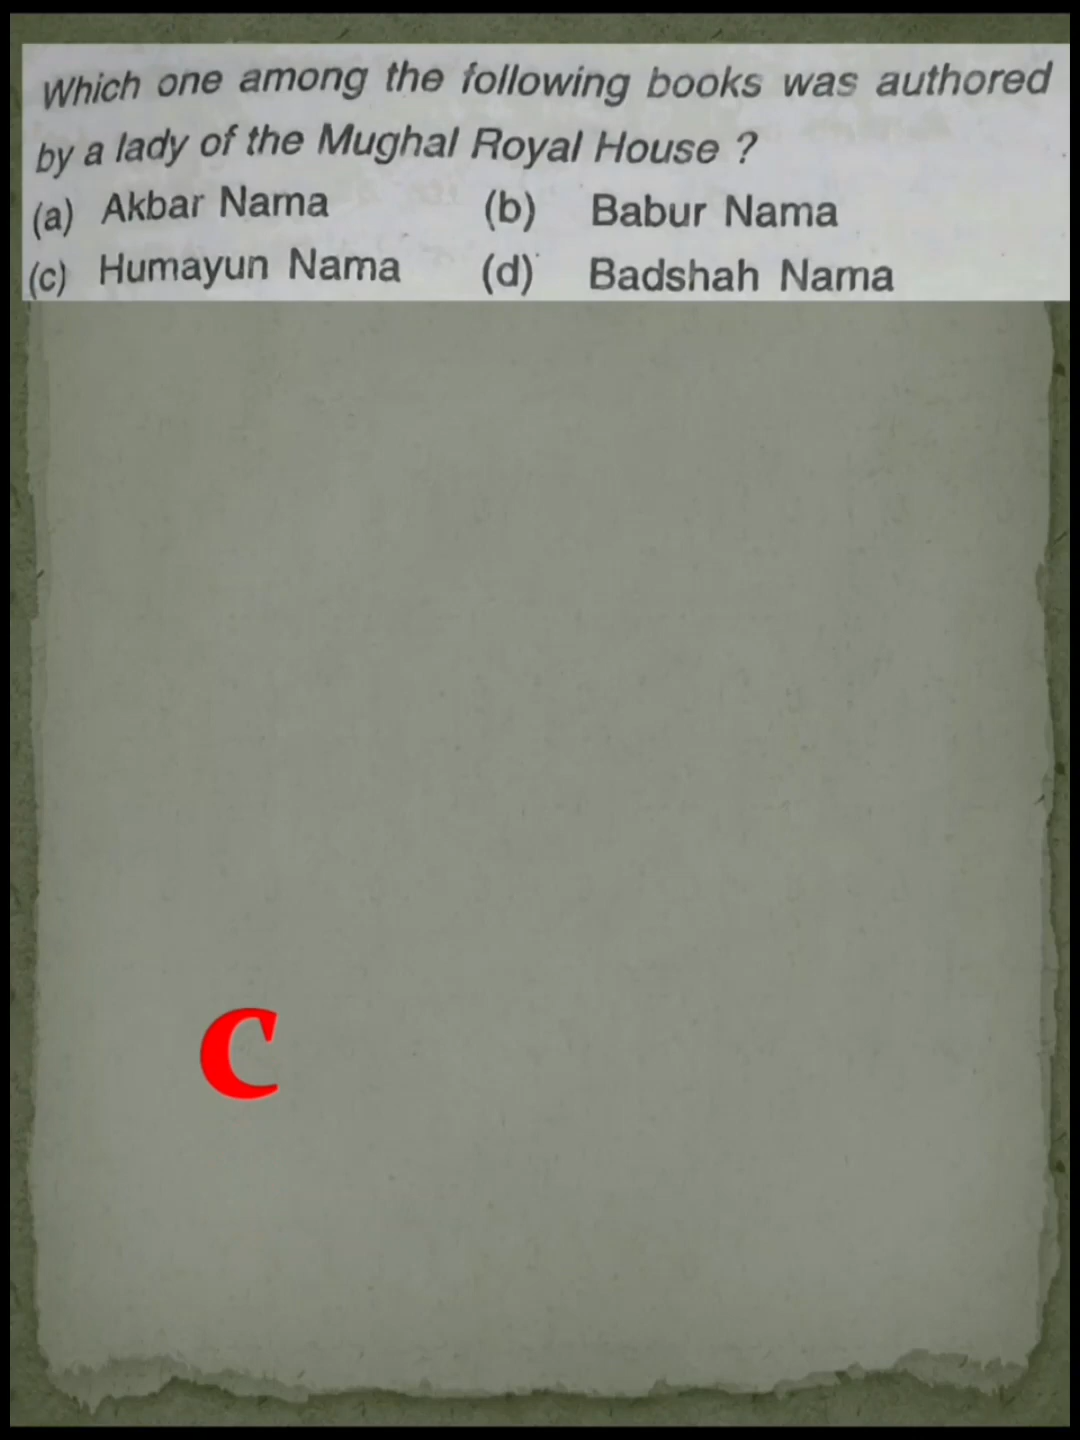 Which one among the following books was authored
by a lady of the Mughal Royal House ?
(a) Akbar Nama (b) Babur Nama
(c) Humayun Nama (d) Badshah Nama
c